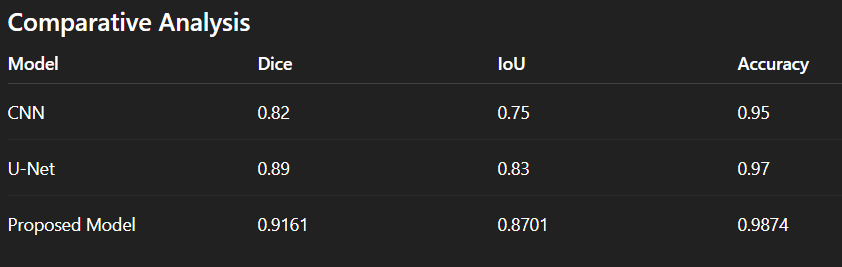 Comparative Analysis
Model Dice IoU Accuracy
CNN 0.82 0.75 0.95
U-Net 0.89 0.83 0.97
Proposed Model 0.9161 0.8701 0.9874